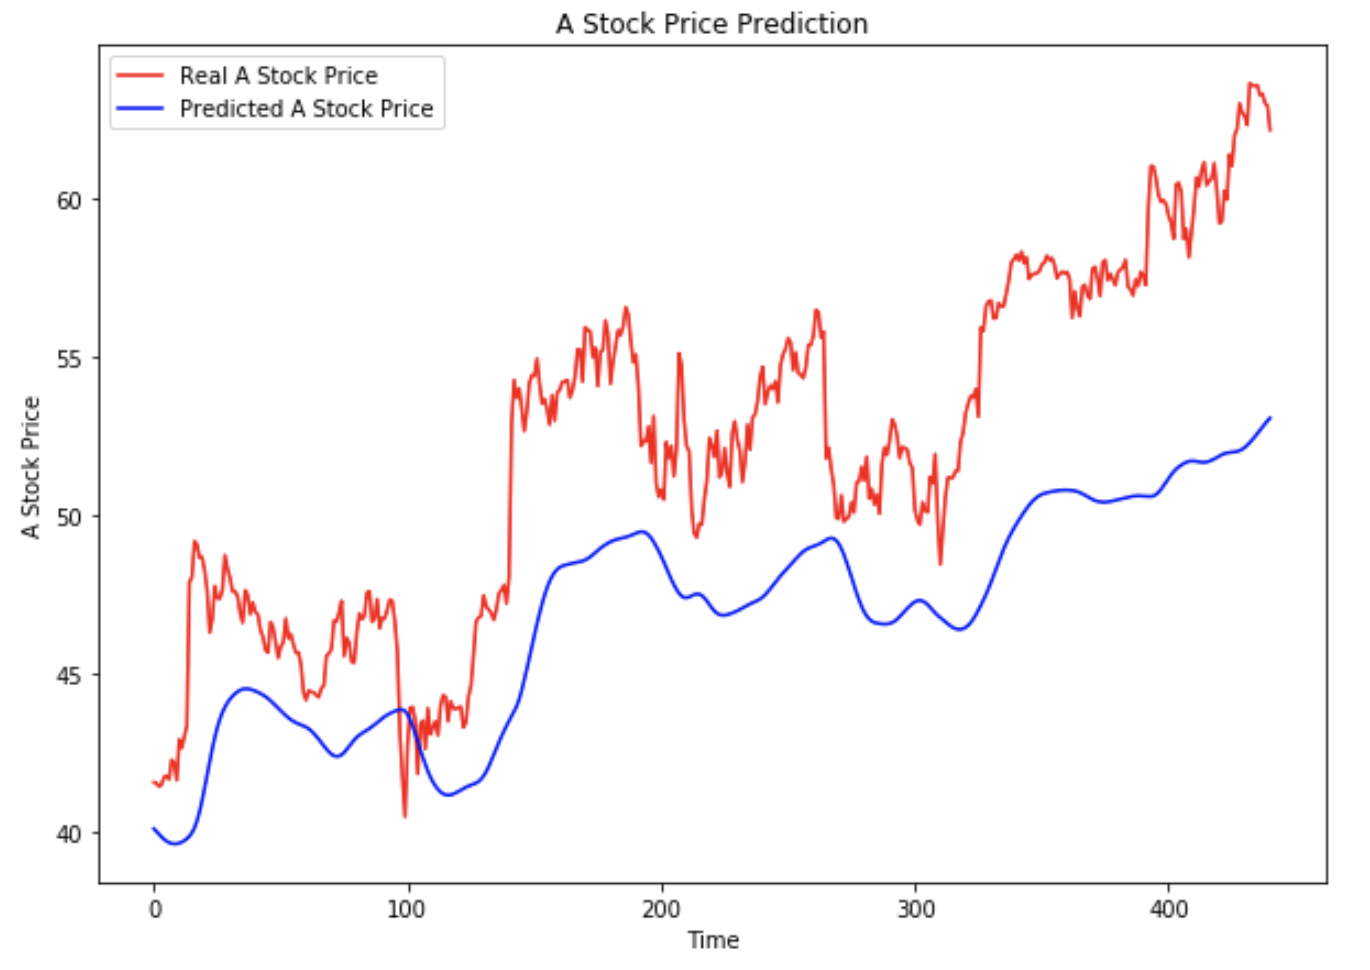 A Stock Price Prediction
Real A Stock Price
Predicted A Stock Price
A Stock Price
60
55
50
45
40
0 100 200 300 400
Time